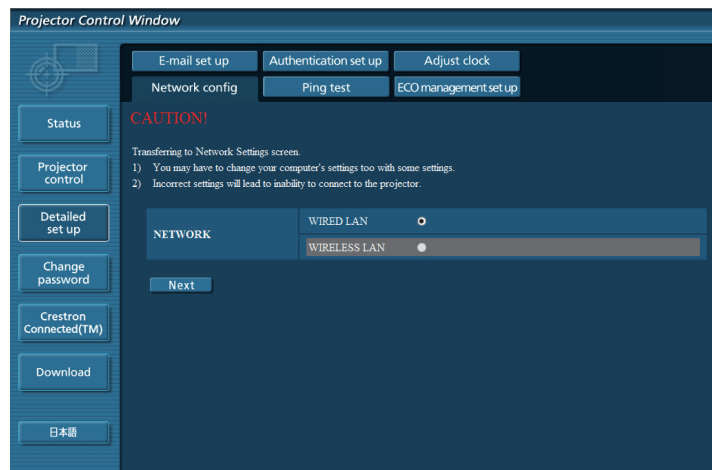 Projector Control Window
E-mail set up
Authentication set up
Adjust clock
Network config
Ping test
ECO management set up
Status
Projector
control
Detailed
set up
Change
password
Crestron
Connected(TM)
Download
日本語
CAUTION!
Transferring to Network Settings screen.
1) You may have to change your computer's settings too with some settings.
2) Incorrect settings will lead to inability to connect to the projector.
NETWORK
WIRED LAN
WIRELESS LAN
Next